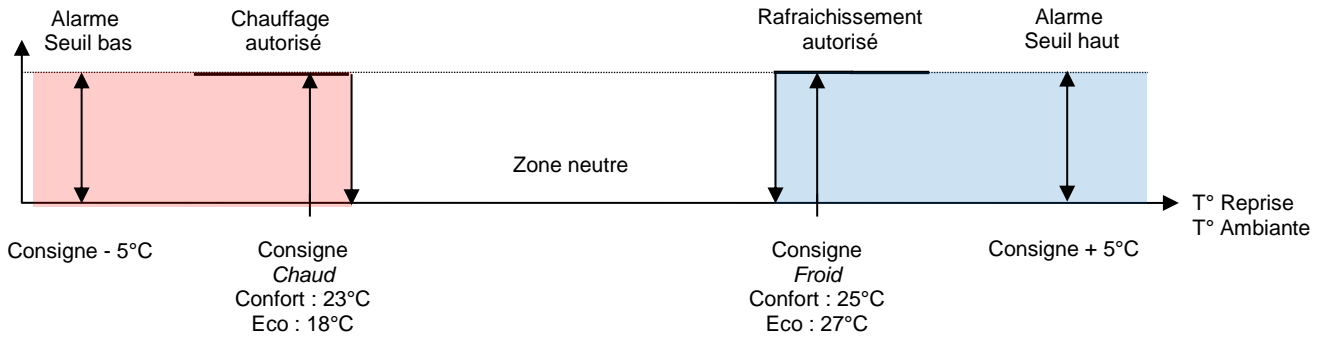 Alarme
Seuil bas
Chauffage
autorisé
Rafraichissement
autorisé
Alarme
Seuil haut
Zone neutre
T° Reprise
T° Ambiante
Consigne - 5°C
Consigne
Chaud
Confort : 23°C
Eco : 18°C
Consigne
Froid
Confort : 25°C
Eco : 27°C
Consigne + 5°C